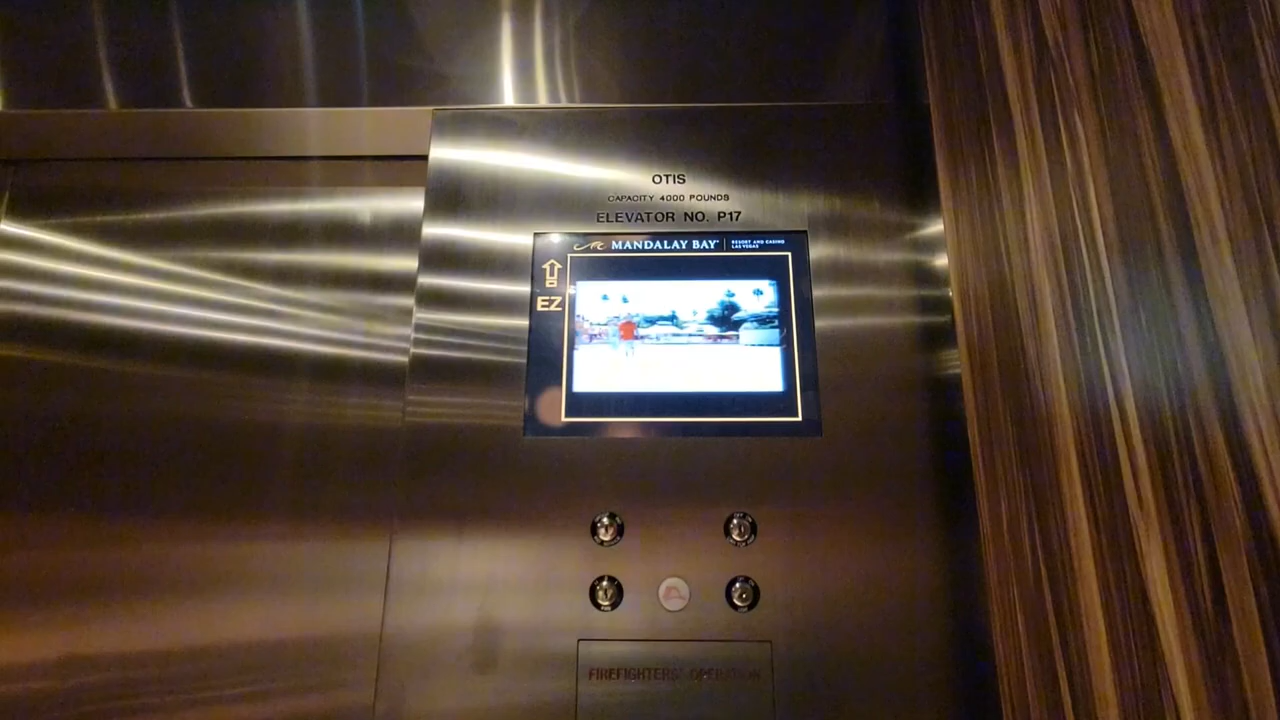 OTIS
CAPACITY 4000 POUNDS
ELEVATOR NO. P17
MANDALAY BAY
RESORT AND CASINO
LAS VEGAS
EZ
FIREFIGHTERS' OPERATION